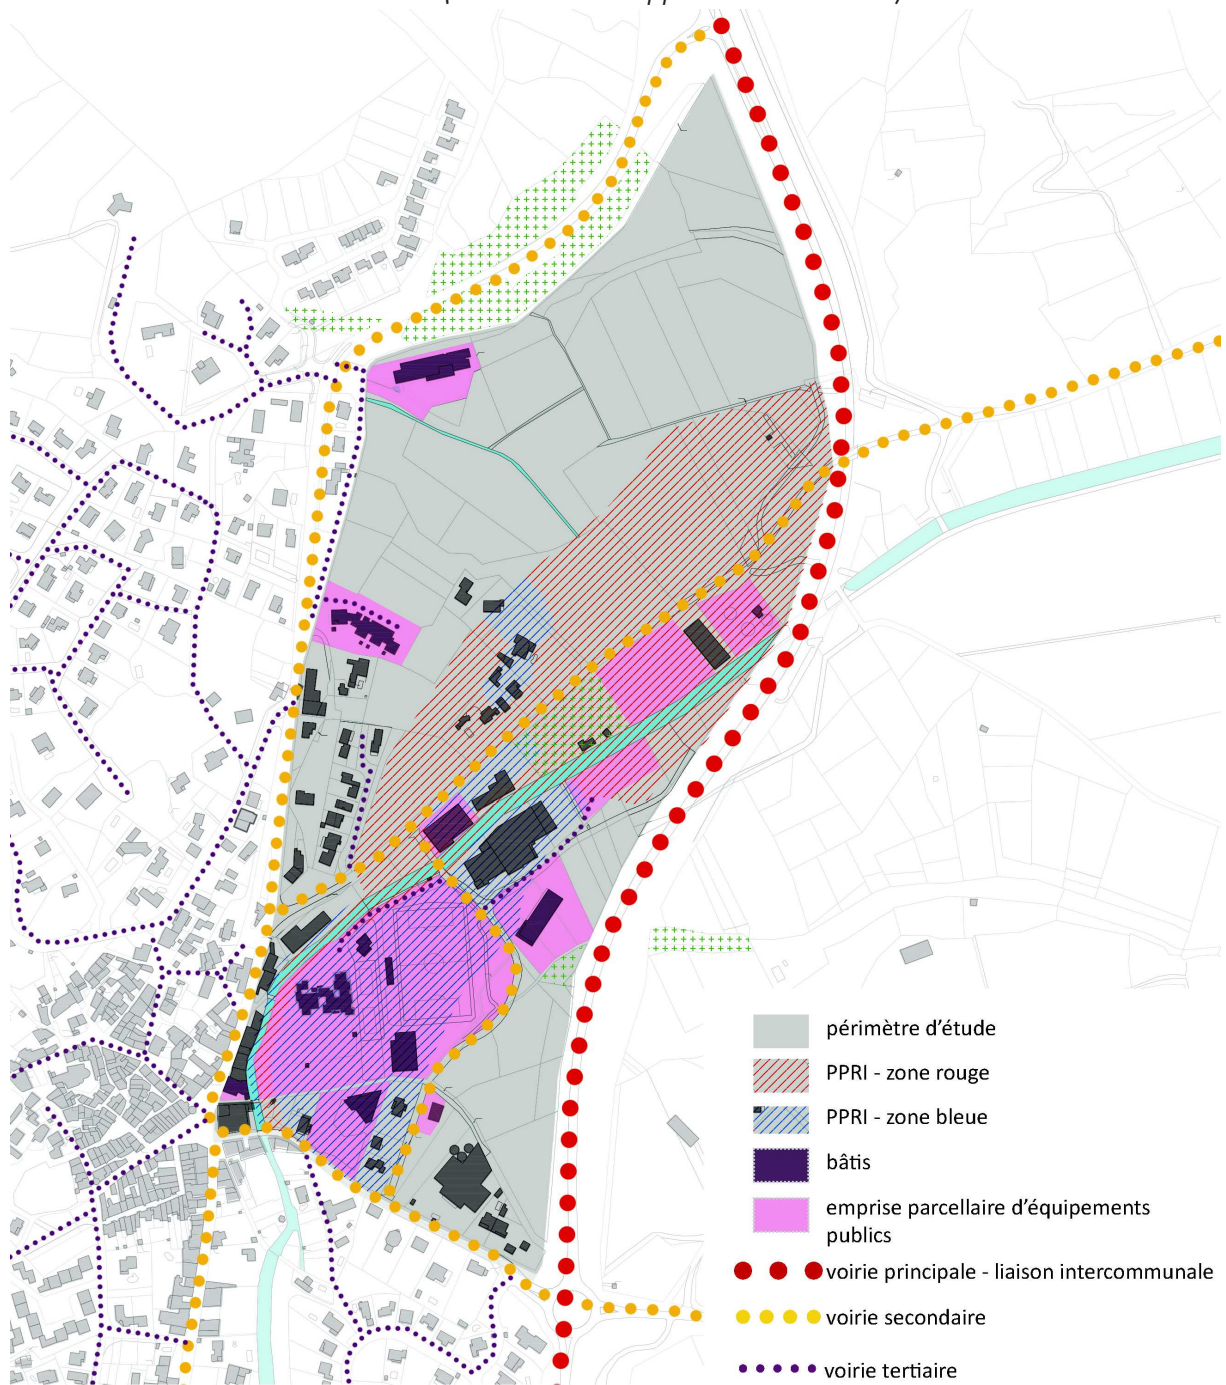 périmètre d'étude
PPRI - zone rouge
PPRI - zone bleue
bâtis
emprise parcellaire d'équipements
publics
voirie principale - liaison intercommunale
voirie secondaire
voirie tertiaire